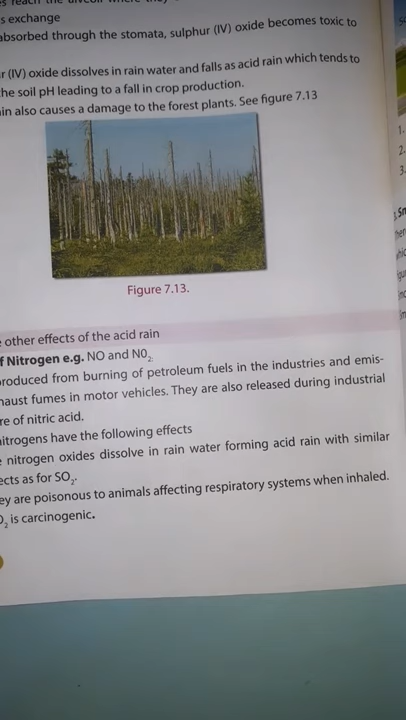 s exchange
absorbed through the stomata, sulphur (IV) oxide becomes toxic to
r (IV) oxide dissolves in rain water and falls as acid rain which tends to
he soil pH leading to a fall in crop production.
in also causes a damage to the forest plants. See figure 7.13
Figure 7.13.
other effects of the acid rain
f Nitrogen e.g. NO and N0₂
roduced from burning of petroleum fuels in the industries and emis-
haust fumes in motor vehicles. They are also released during industrial
re of nitric acid.
nitrogens have the following effects
nitrogen oxides dissolve in rain water forming acid rain with similar
ects as for SO₂.
ey are poisonous to animals affecting respiratory systems when inhaled.
O₂ is carcinogenic.
1.
2.
3.